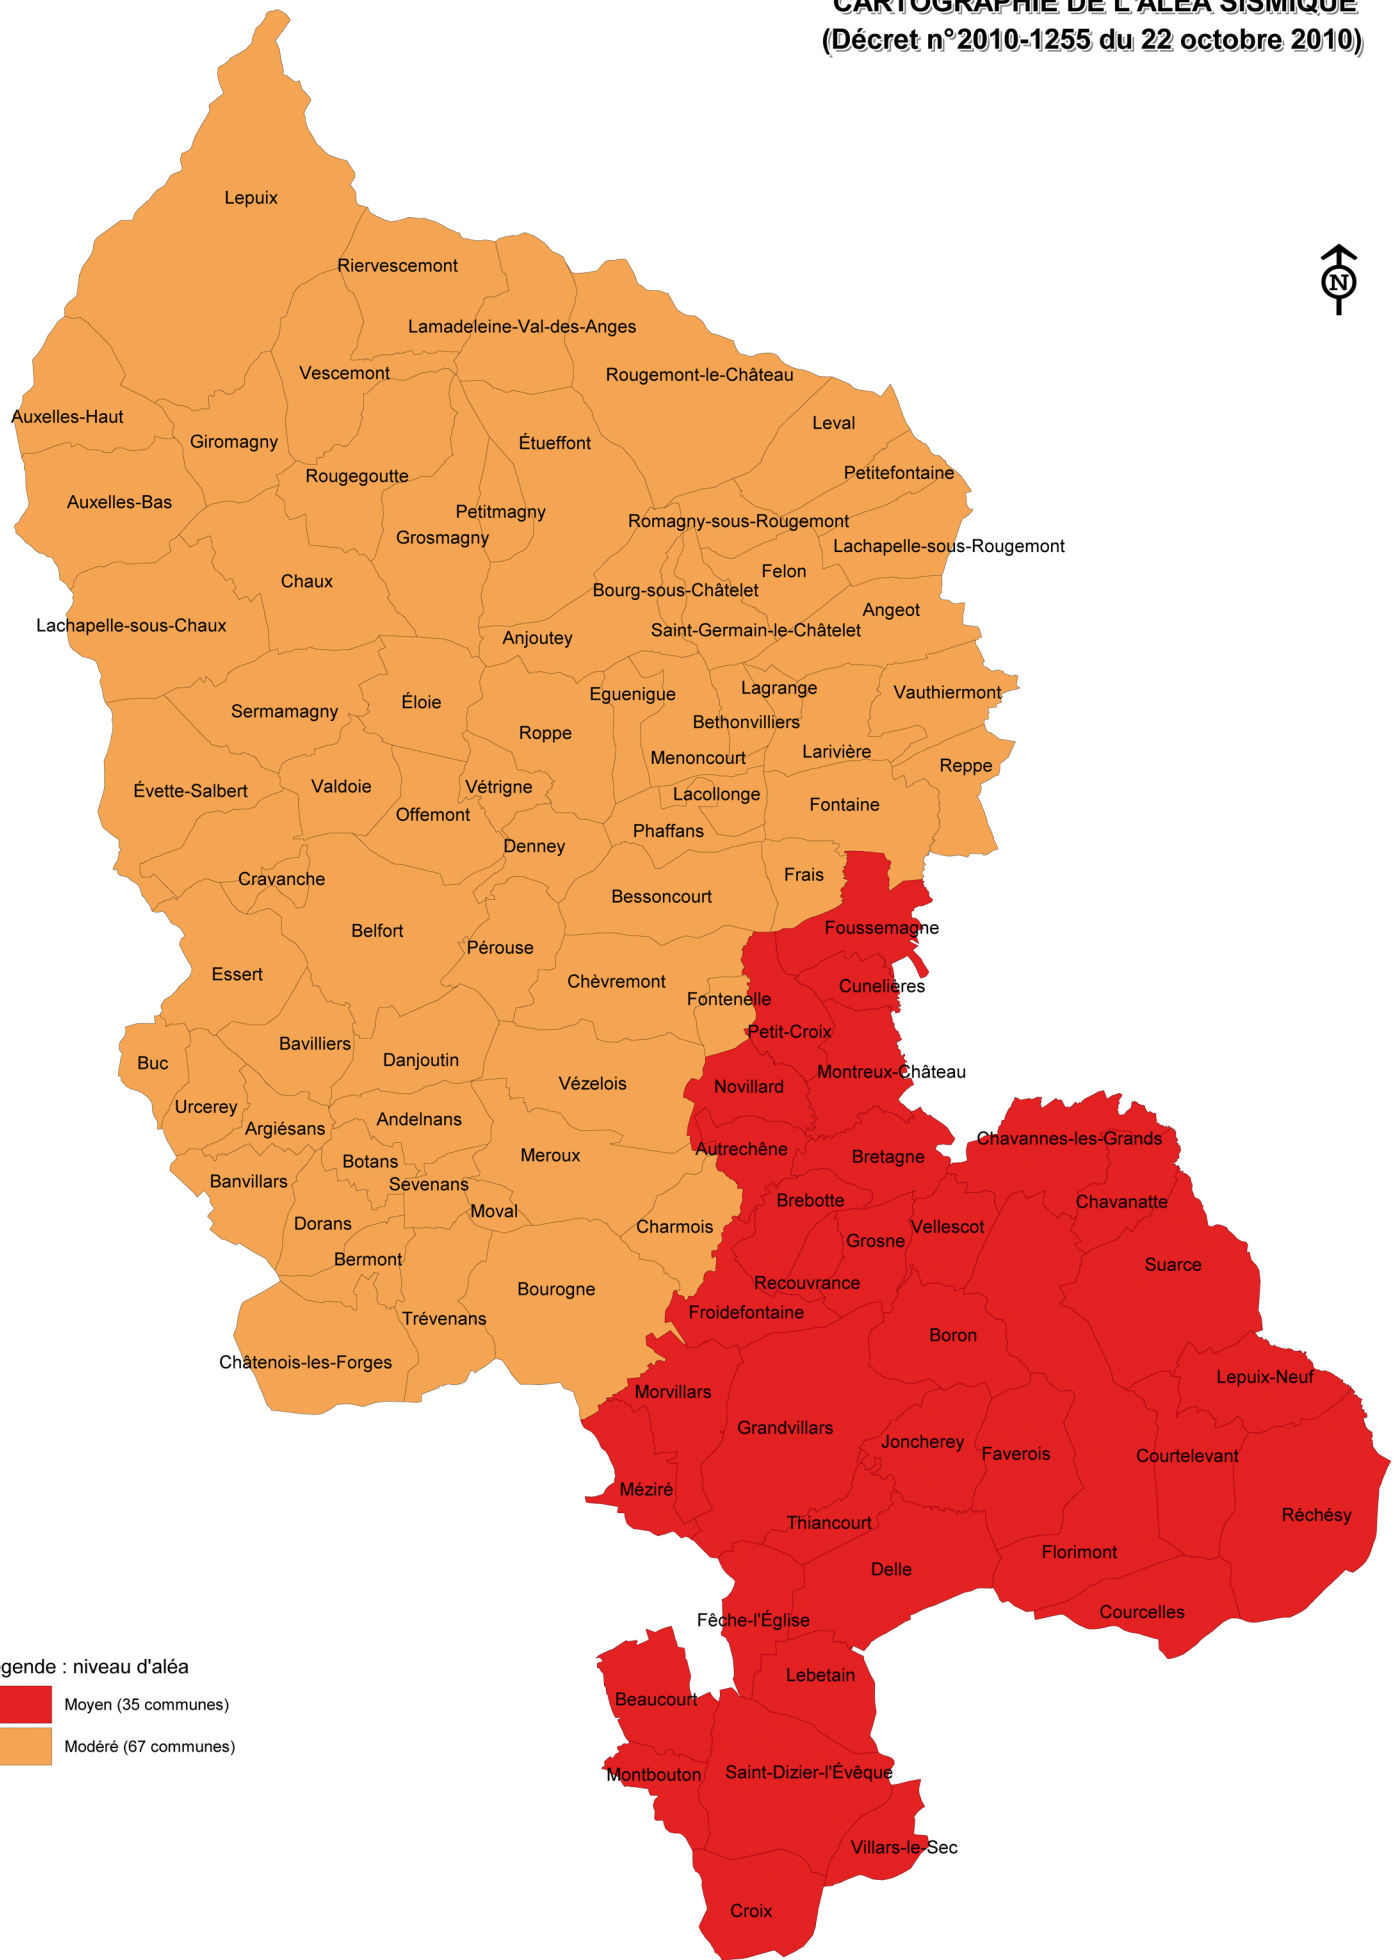 CARTOGRAPHIE DE L'ALEA SISMIQUE
(Décret n°2010-1255 du 22 octobre 2010)
Lepuix
N
Riervescemont
Lamadeleine-Val-des-Anges
Vescemont
Rougemont-le-Château
Auxelles-Haut
Leval
Giromagny
Étueffont
Petitefontaine
Rougegoutte
Auxelles-Bas
Petitmagny
Romagny-sous-Rougemont
Grosmagny
Lachapelle-sous-Rougemont
Felon
Chaux
Bourg-sous-Châtelet
Angeot
Lachapelle-sous-Chaux
Saint-Germain-le-Châtelet
Anjoutey
Lagrange
Vauthiermont
Eguenigue
Éloie
Sermamagny
Bethonvilliers
Roppe
Larivière
Menoncourt
Reppe
Valdoie
Vétrigne
Évette-Salbert
Lacollonge
Fontaine
Offemont
Phaffans
Denney
Frais
Cravanche
Bessoncourt
Foussemagne
Belfort
Pérouse
Essert
Chèvremont
Cunelières
Fontenelle
Petit-Croix
Bavilliers
Danjoutin
Buc
Montreux-Château
Vézelois
Novillard
Urcerey
Andelnans
Argiésans
Chavannes-les-Grands
Autrechêne
Meroux
Bretagne
Botans
Banvillars
Sévenans
Brebotte
Chavanatte
Moval
Dorans
Charmois
Vellescot
Grosne
Bermont
Suarce
Recouvrance
Bourogne
Froidefontaine
Trévenans
Boron
Châtenois-les-Forges
Lepuix-Neuf
Morvillars
Grandvillars
Joncherey
Faverois
Courtelevant
Méziré
Réchésy
Thiancourt
Florimont
Delle
Courcelles
Fêche-l'Église
gende : niveau d'aléa
Lebetain
Beaucourt
Moyen (35 communes)
Modéré (67 communes)
Saint-Dizier-l'Évêque
Montbouton
Villars-le-Sec
Croix